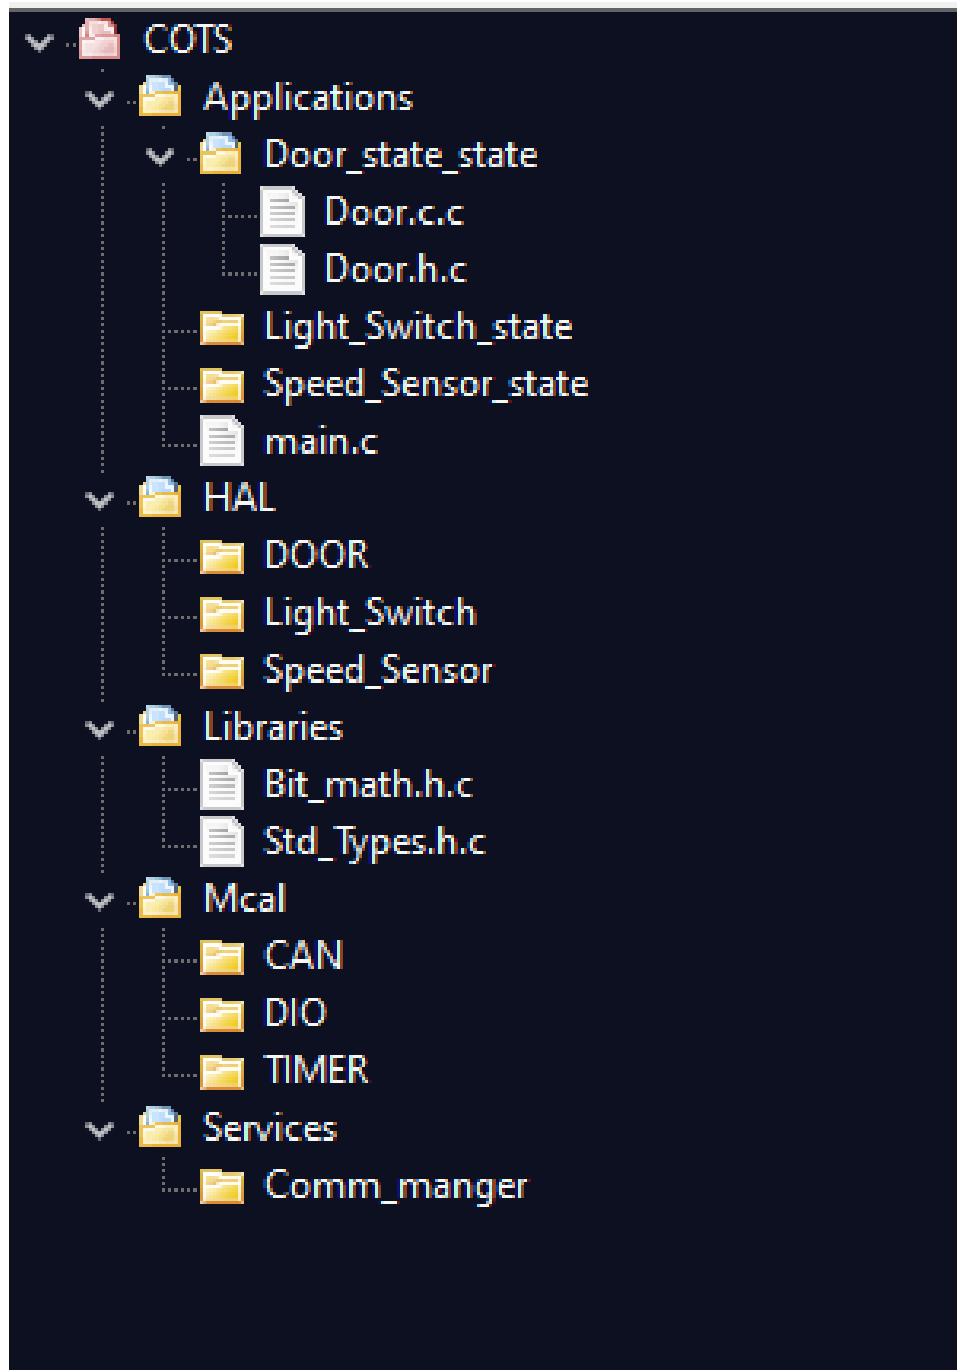 COTS
Applications
Door_state_state
Door.c.c
Door.h.c
Light_Switch_state
Speed_Sensor_state
main.c
HAL
DOOR
Light_Switch
Speed_Sensor
Libraries
Bit_math.h.c
Std_Types.h.c
Mcal
CAN
DIO
TIMER
Services
Comm_manger